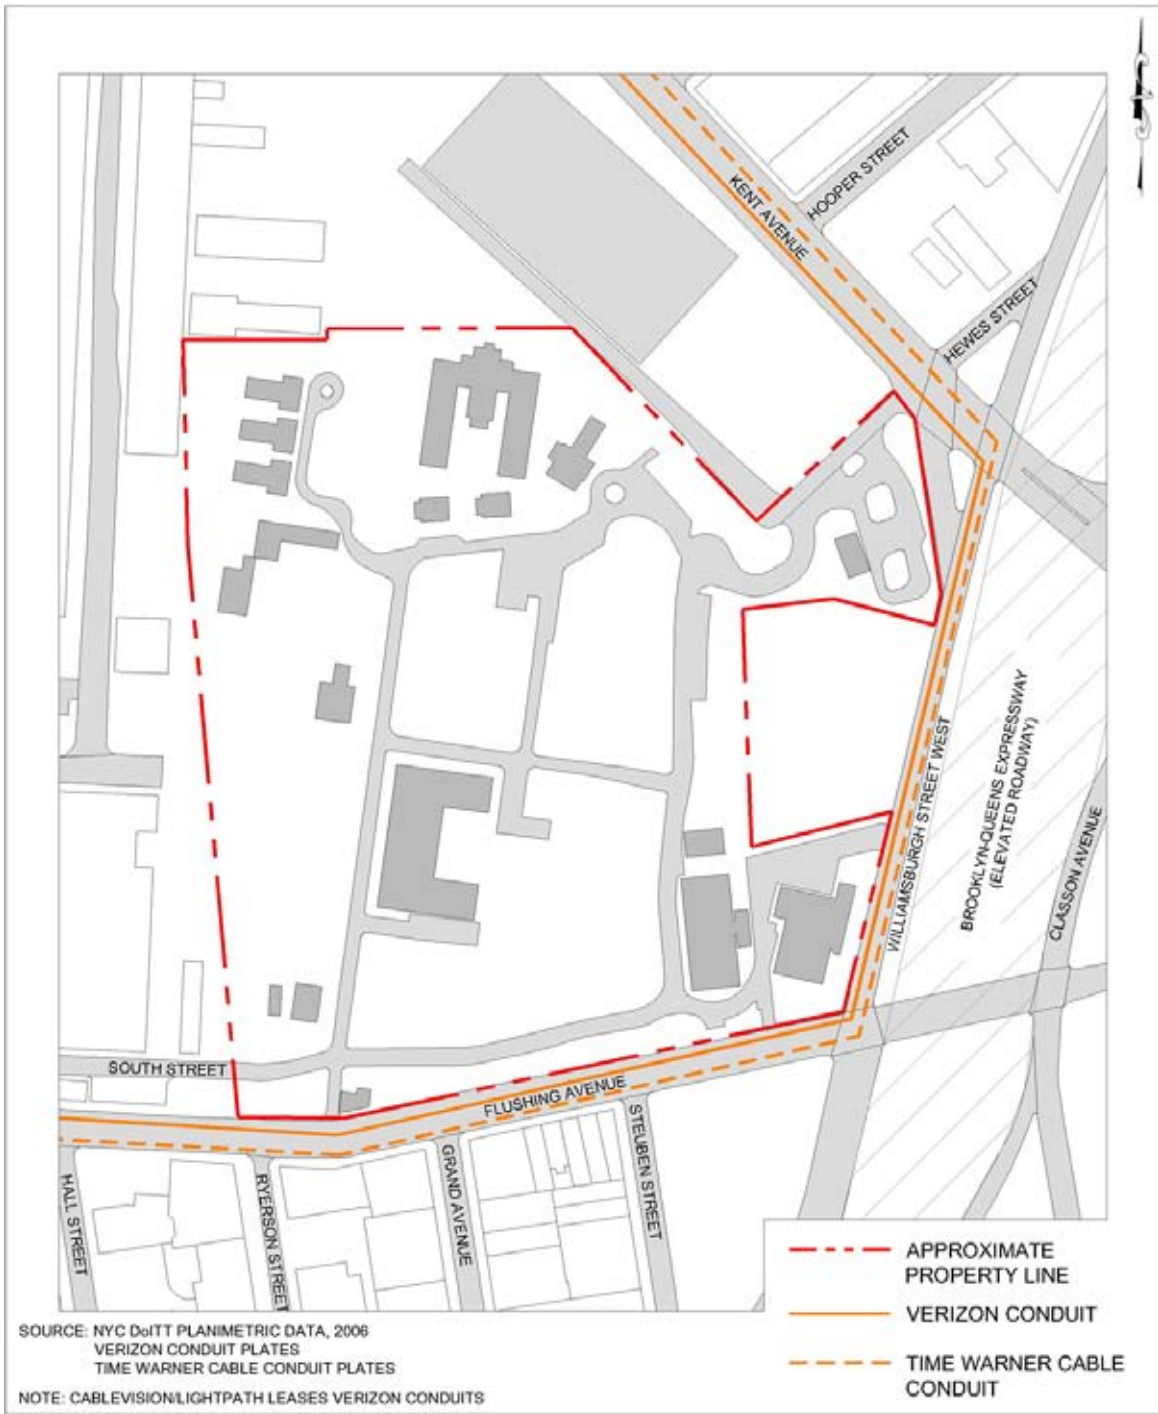 HOOPER STREET
KENT AVENUE
HEWES STREET
WILLIAMSBURGH STREET WEST
BROOKLYN-QUEENS EXPRESSWAY
(ELEVATED ROADWAY)
CLASSON AVENUE
SOUTH STREET
FLUSHING AVENUE
HALL STREET
RYERSON STREET
GRAND AVENUE
STEUBEN STREET
APPROXIMATE
PROPERTY LINE
VERIZON CONDUIT
TIME WARNER CABLE
CONDUIT
SOURCE: NYC DoITT PLANIMETRIC DATA, 2006
VERIZON CONDUIT PLATES
TIME WARNER CABLE CONDUIT PLATES
NOTE: CABLEVISION/LIGHTPATH LEASES VERIZON CONDUITS